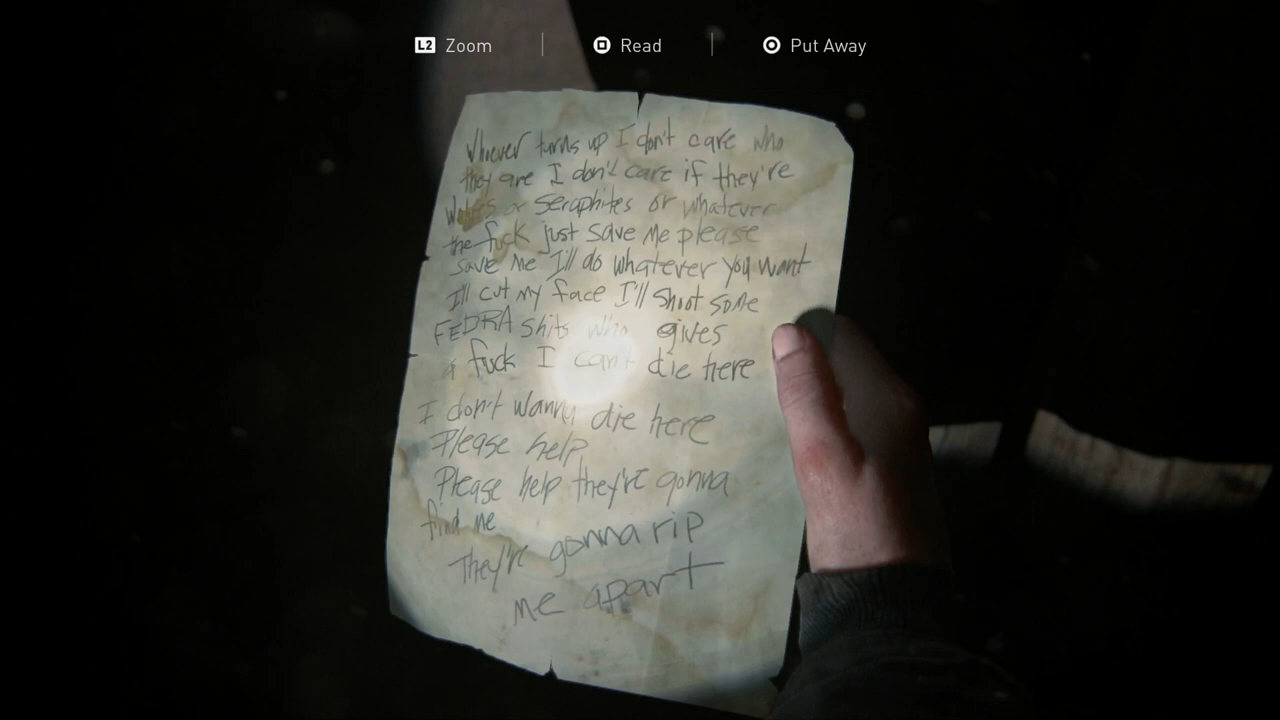 L2 Zoom | Read | Put Away
Whoever turns up I don't care who
they are I don't care if they're
Wolves or Seraphites or whatever
the fuck just save me please
save me I'll do whatever you want
I'll cut my face I'll shoot some
FEDRA shits who gives
a fuck I can't die here
I don't wanna die here
Please help
Please help they're gonna
find me
They're gonna rip
me apart